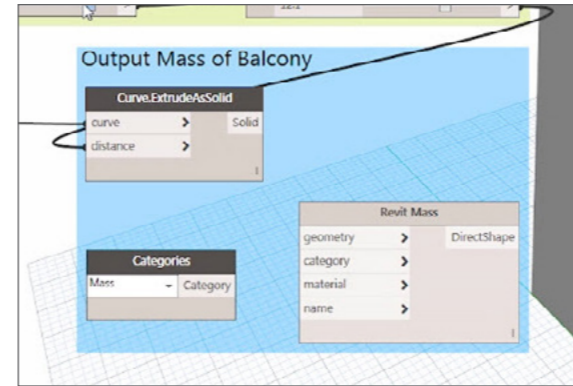 Output Mass of Balcony
Curve.ExtrudeAsSolid
curve > Solid
distance >
Revit Mass
geometry > DirectShape
category >
material >
name >
Categories
Mass Category